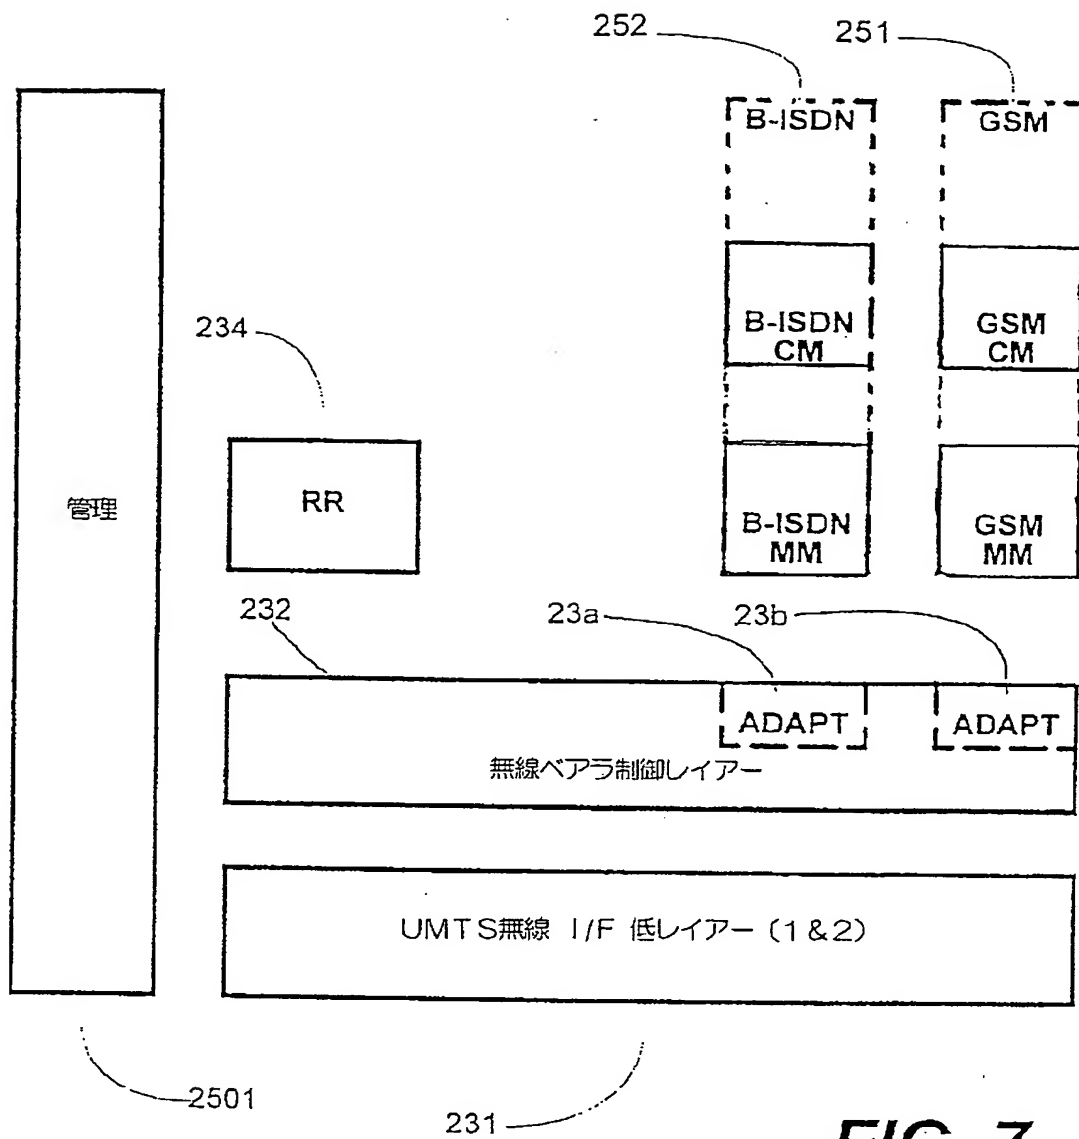 252
251
B-ISDN
GSM
B-ISDN
CM
GSM
CM
234
管理
RR
B-ISDN
MM
GSM
MM
232
23a
23b
ADAPT
ADAPT
無線ベアラ制御レイアー
UMTS無線 I/F 低レイアー (1&2)
2501
231